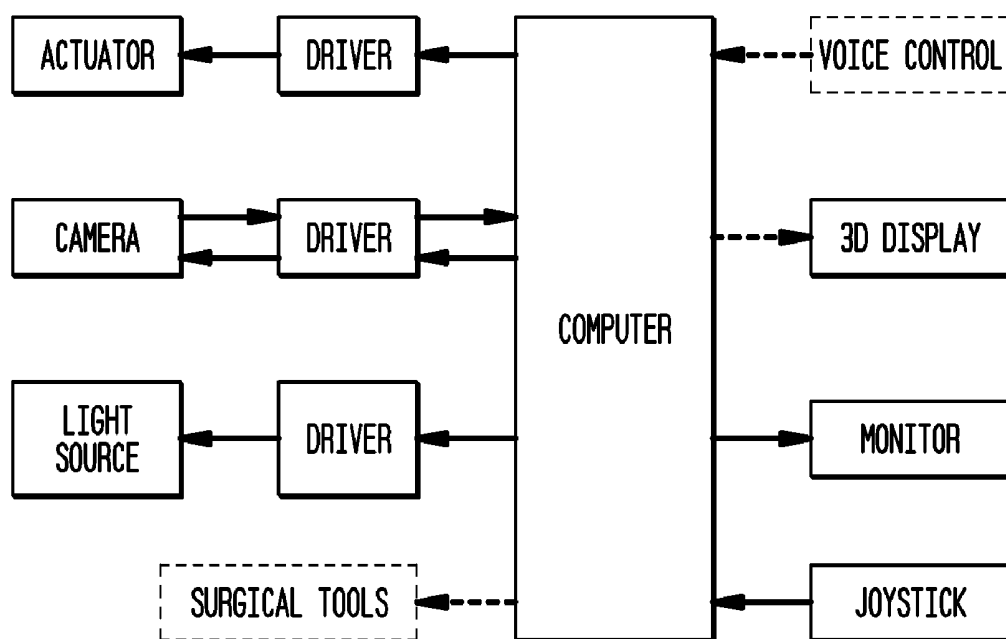 ACTUATOR
DRIVER
VOICE CONTROL
CAMERA
DRIVER
3D DISPLAY
COMPUTER
LIGHT
SOURCE
DRIVER
MONITOR
SURGICAL TOOLS
JOYSTICK